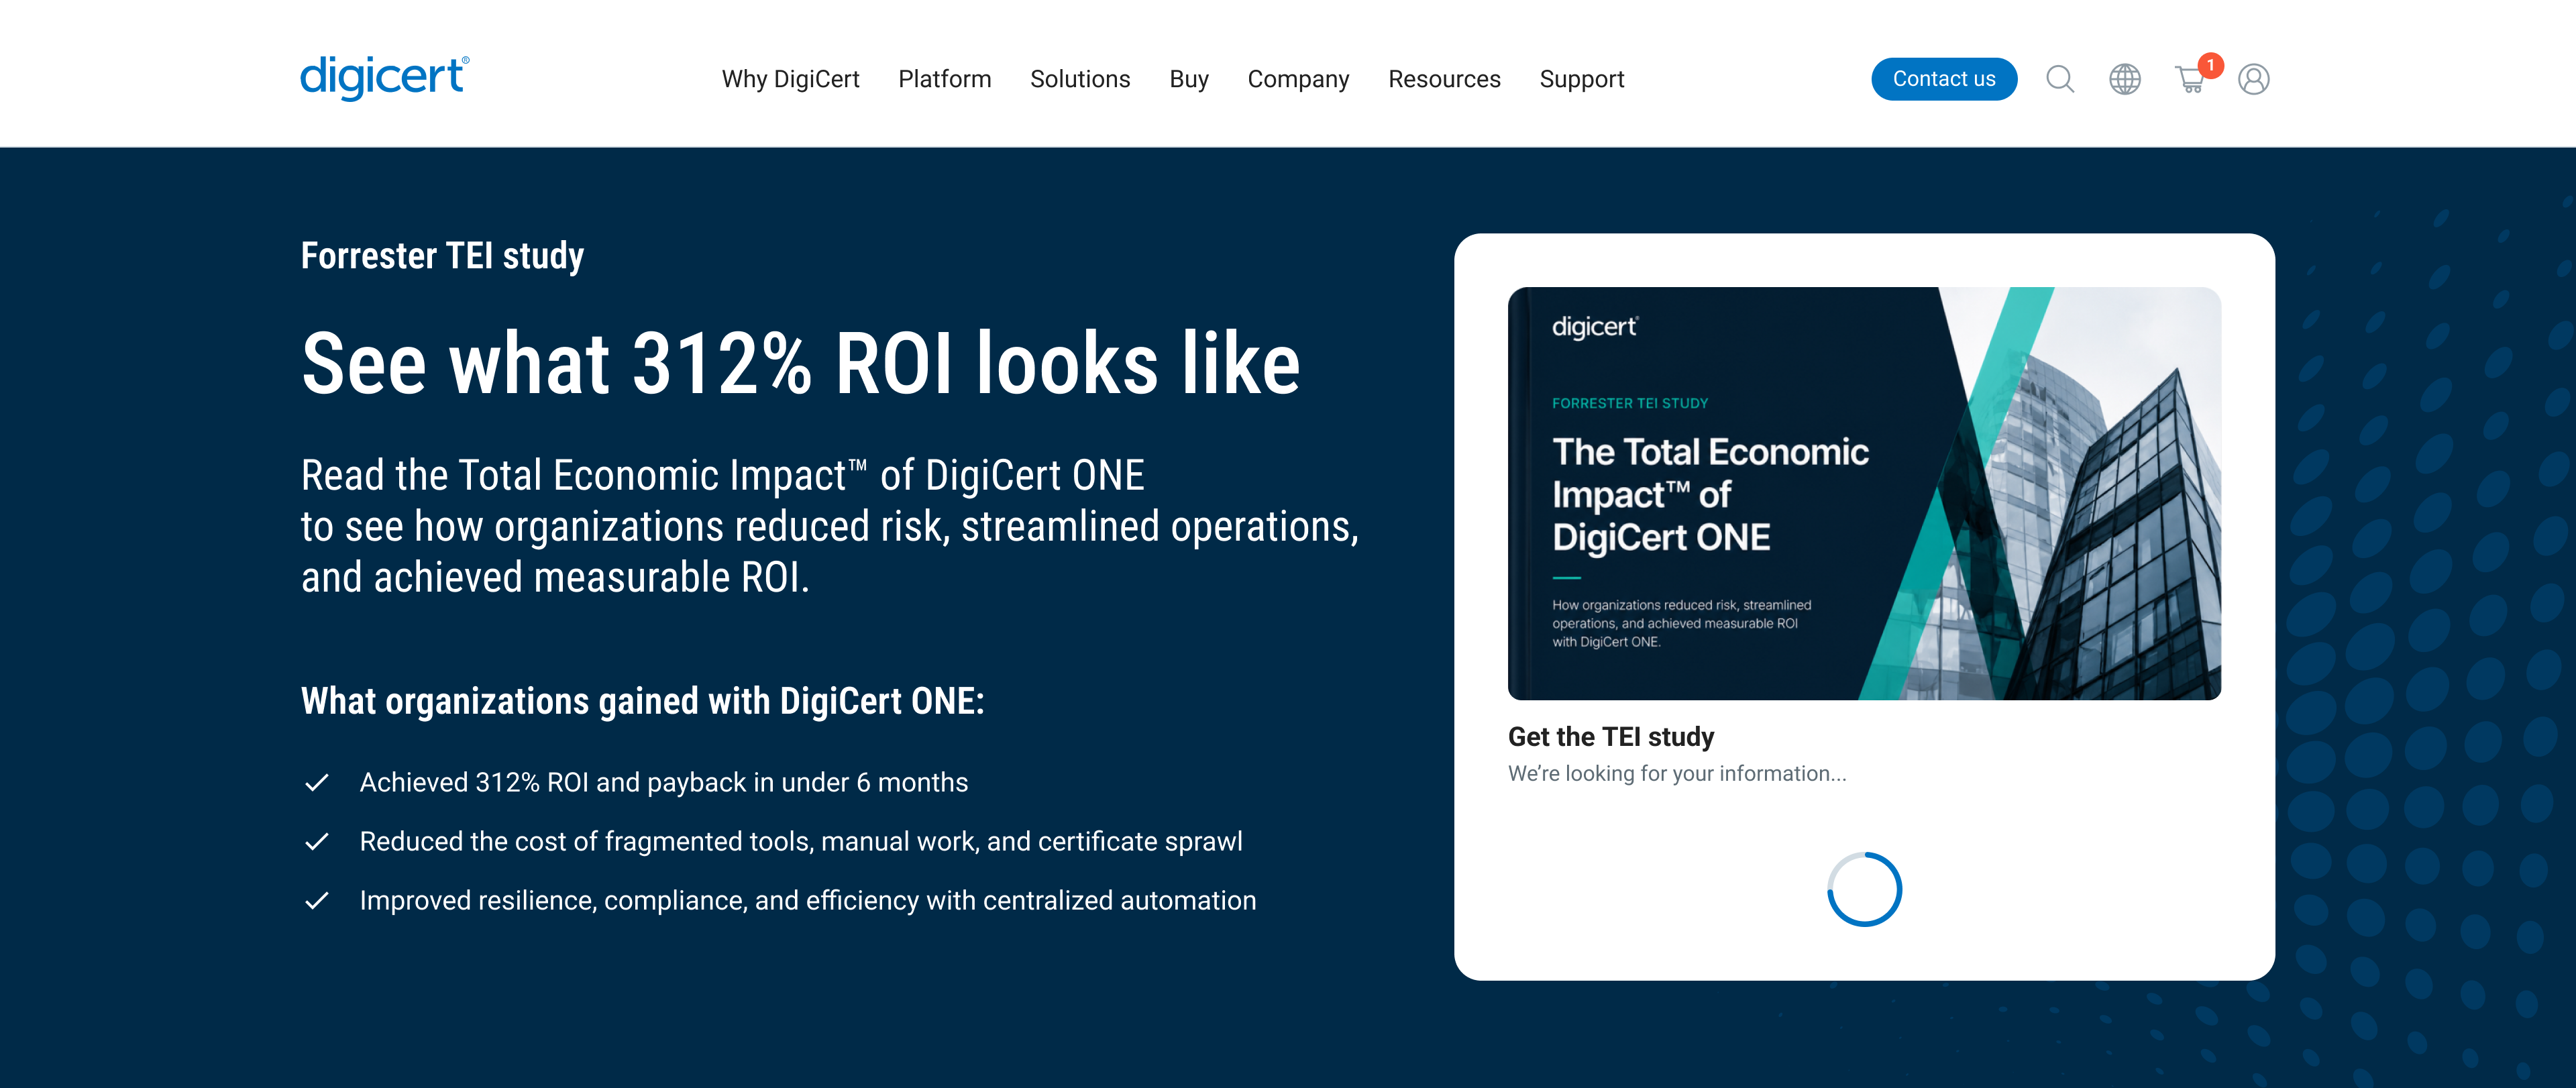 digicert®
Why DigiCert
Platform
Solutions
Buy
Company
Resources
Support
Contact us
1
Forrester TEI study
See what 312% ROI looks like
Read the Total Economic Impact™ of DigiCert ONE
to see how organizations reduced risk, streamlined operations,
and achieved measurable ROI.
What organizations gained with DigiCert ONE:
Achieved 312% ROI and payback in under 6 months
Reduced the cost of fragmented tools, manual work, and certificate sprawl
Improved resilience, compliance, and efficiency with centralized automation
digicert®
FORRESTER TEI STUDY
The Total Economic
Impact™ of
DigiCert ONE
How organizations reduced risk, streamlined
operations, and achieved measurable ROI
with DigiCert ONE.
Get the TEI study
We’re looking for your information...